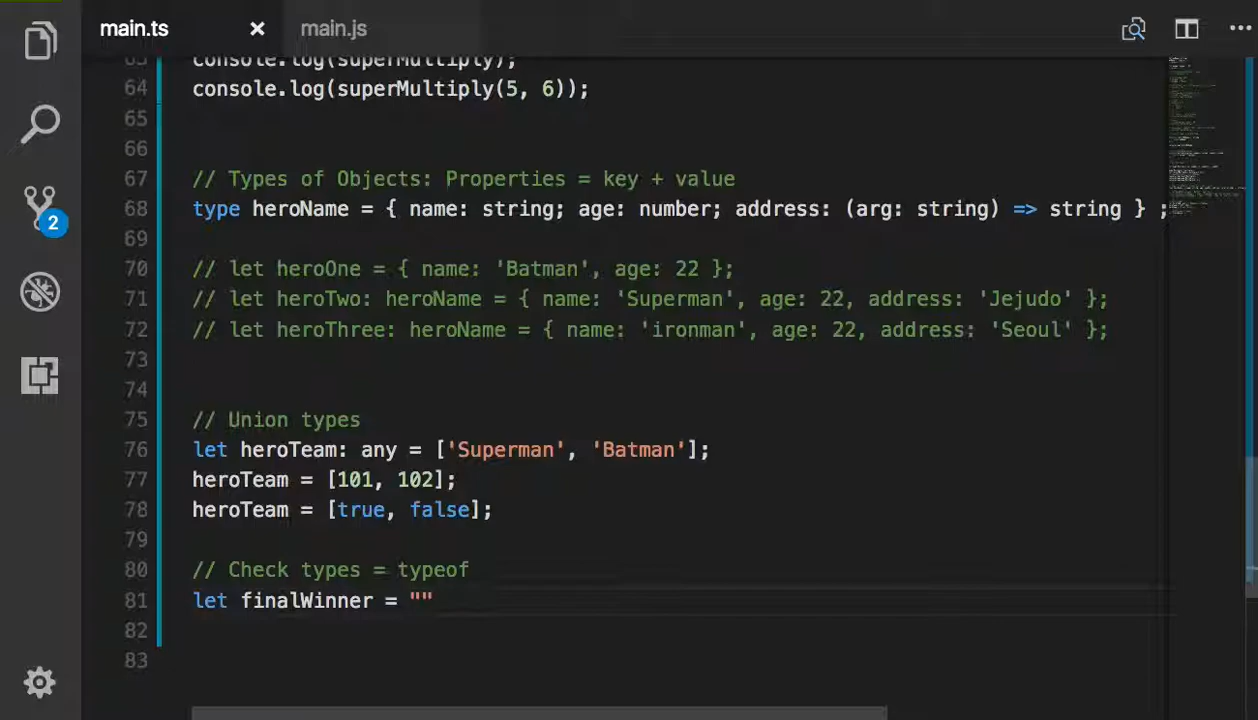 main.ts
main.js
63 console.log(superMultiply);
64 console.log(superMultiply(5, 6));
65
66
67 // Types of Objects: Properties = key + value
68 type heroName = { name: string; age: number; address: (arg: string) => string } ;
69
70 // let heroOne = { name: 'Batman', age: 22 };
71 // let heroTwo: heroName = { name: 'Superman', age: 22, address: 'Jejudo' };
72 // let heroThree: heroName = { name: 'ironman', age: 22, address: 'Seoul' };
73
74
75 // Union types
76 let heroTeam: any = ['Superman', 'Batman'];
77 heroTeam = [101, 102];
78 heroTeam = [true, false];
79
80 // Check types = typeof
81 let finalWinner = ""
82
83
2